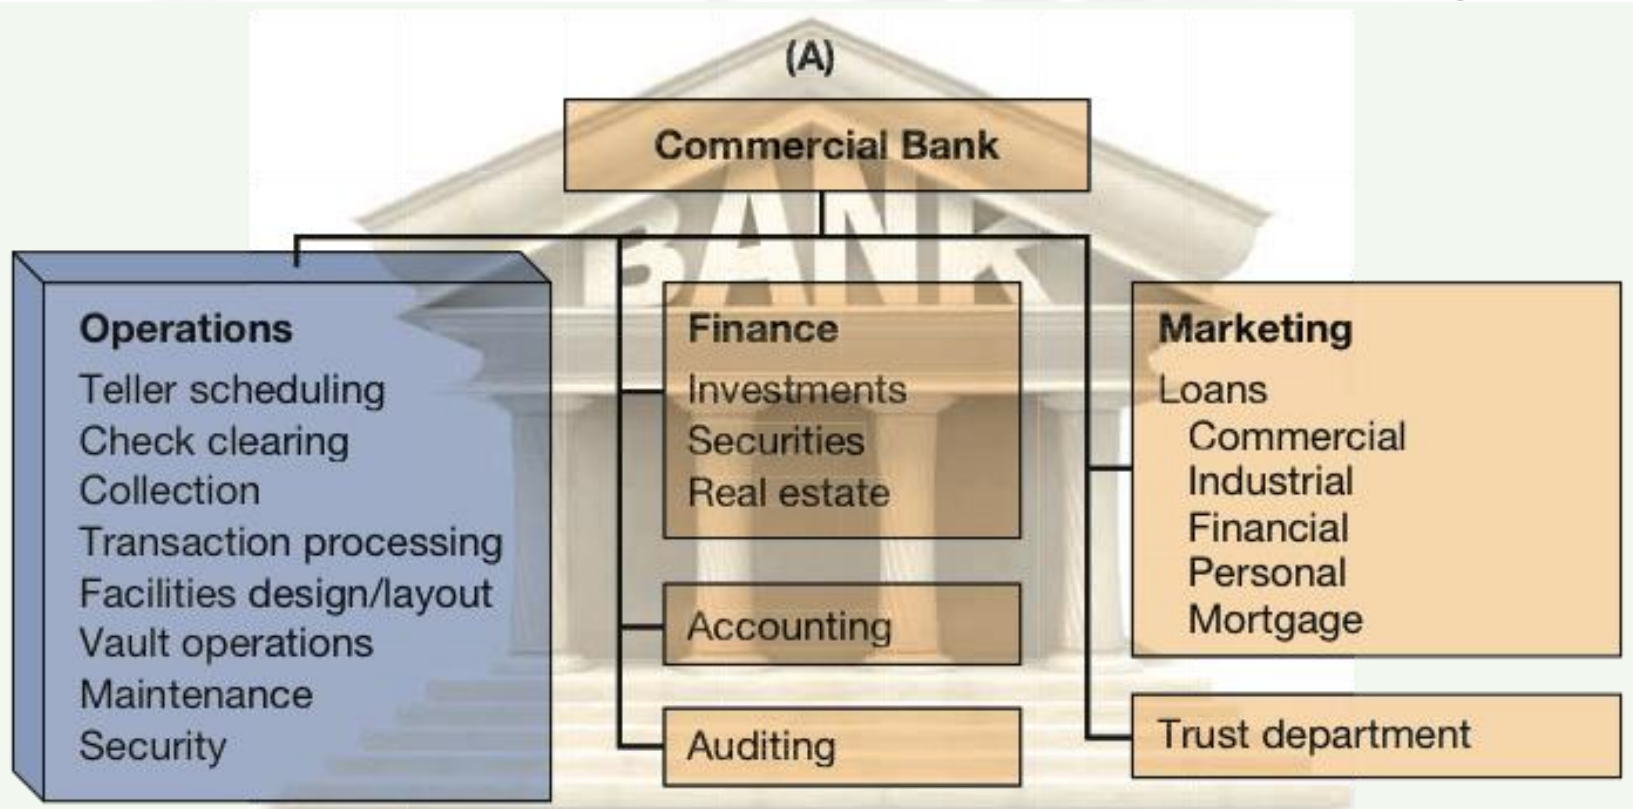 (A)
Commercial Bank
BANK
Operations
Teller scheduling
Check clearing
Collection
Transaction processing
Facilities design/layout
Vault operations
Maintenance
Security
Finance
Investments
Securities
Real estate
Accounting
Auditing
Marketing
Loans
Commercial
Industrial
Financial
Personal
Mortgage
Trust department